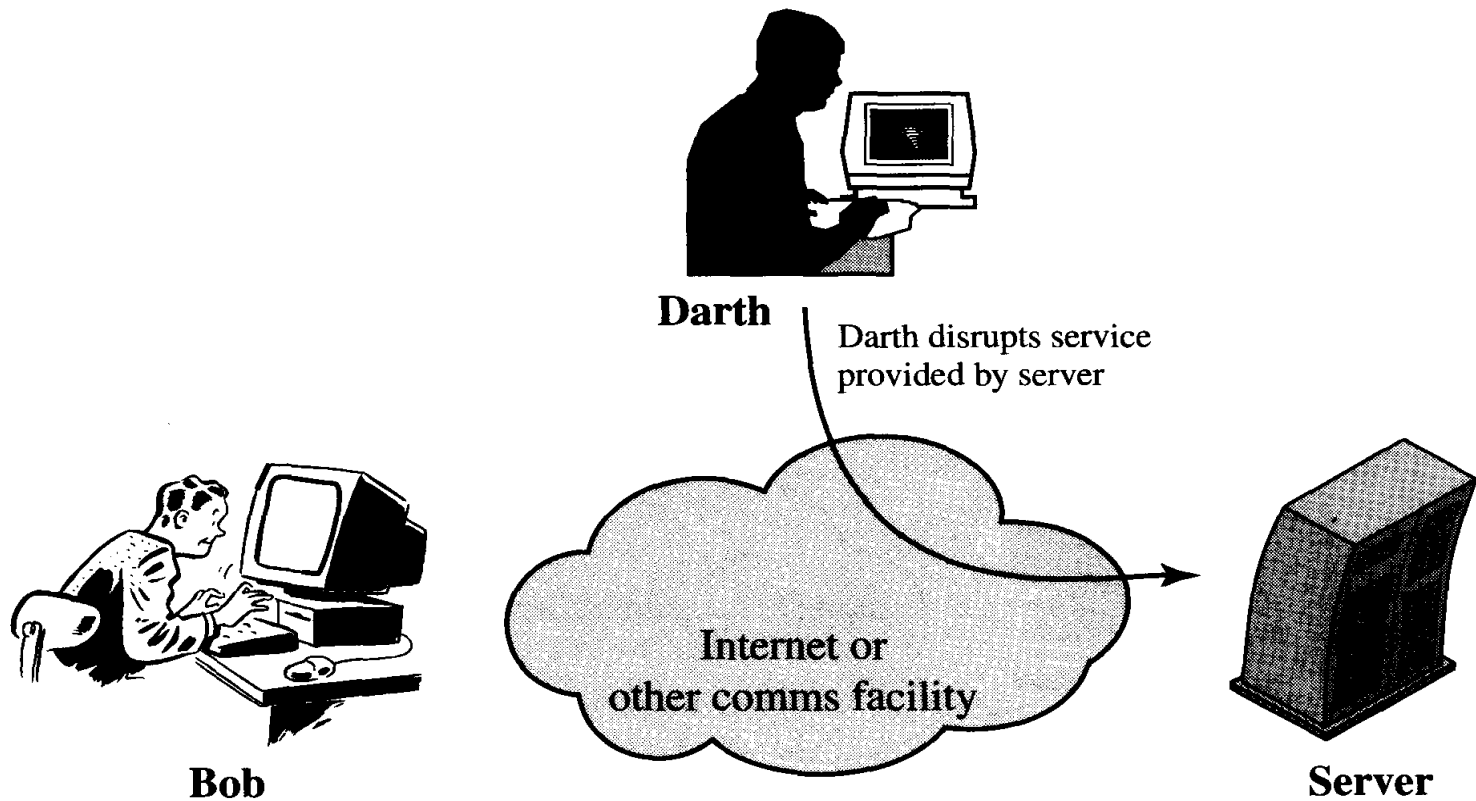 Darth
Darth disrupts service
provided by server
Internet or
other comms facility
Bob
Server